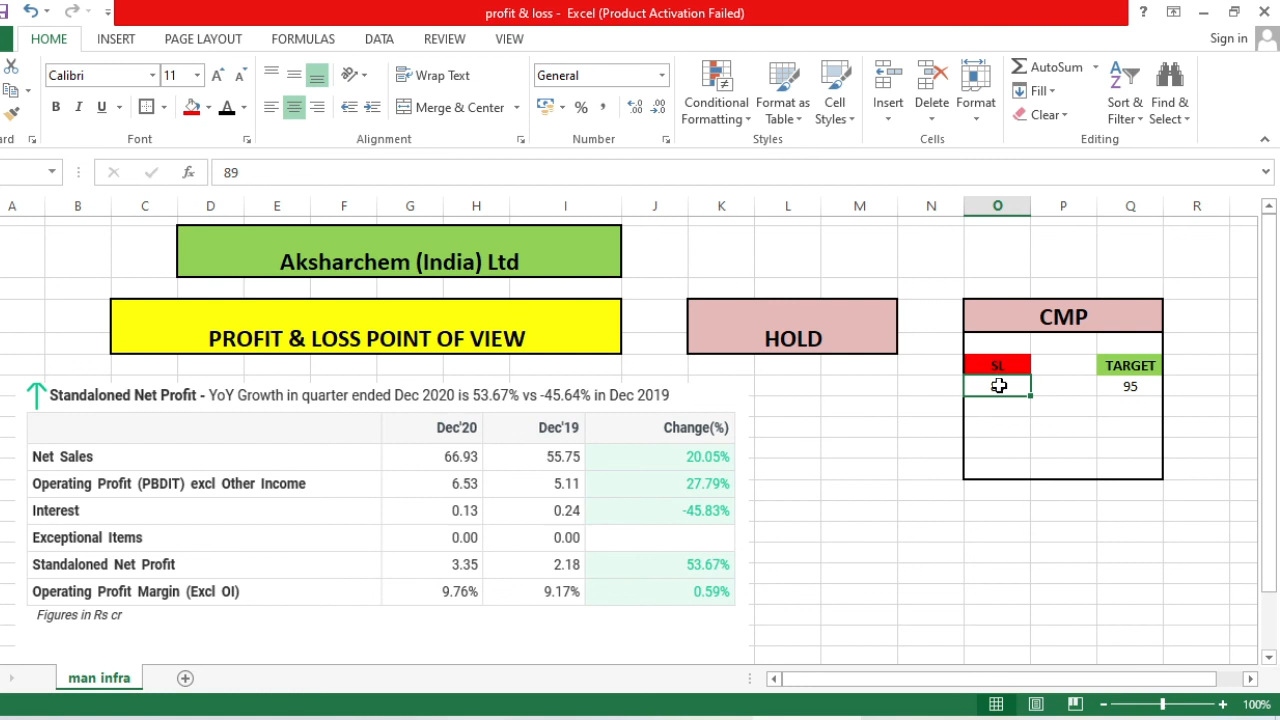 profit & loss - Excel (Product Activation Failed)
?
HOME INSERT PAGE LAYOUT FORMULAS DATA REVIEW VIEW Sign in
Calibri 11 A A Wrap Text General Conditional Formatting Format as Table Cell Styles Insert Delete Format AutoSum Fill Clear Sort & Filter Find & Select
B I U A Merge & Center % ,
ard Font Alignment Number Styles Cells Editing
fx 89
A B C D E F G H I J K L M N O P Q R
Aksharchem (India) Ltd
PROFIT & LOSS POINT OF VIEW HOLD CMP
SL TARGET
95
Standaloned Net Profit - YoY Growth in quarter ended Dec 2020 is 53.67% vs -45.64% in Dec 2019
Dec'20 Dec'19 Change(%)
Net Sales 66.93 55.75 20.05%
Operating Profit (PBDIT) excl Other Income 6.53 5.11 27.79%
Interest 0.13 0.24 -45.83%
Exceptional Items 0.00 0.00
Standaloned Net Profit 3.35 2.18 53.67%
Operating Profit Margin (Excl OI) 9.76% 9.17% 0.59%
Figures in Rs cr
man infra
100%